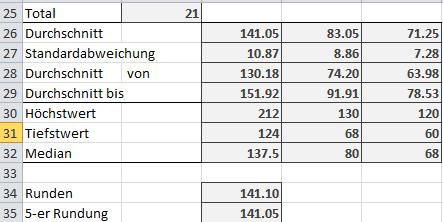 25 Total 21
26 Durchschnitt 141.05 83.05 71.25
27 Standardabweichung 10.87 8.86 7.28
28 Durchschnitt von 130.18 74.20 63.98
29 Durchschnitt bis 151.92 91.91 78.53
30 Höchstwert 212 130 120
31 Tiefstwert 124 68 60
32 Median 137.5 80 68
33
34 Runden 141.10
35 5-er Rundung 141.05